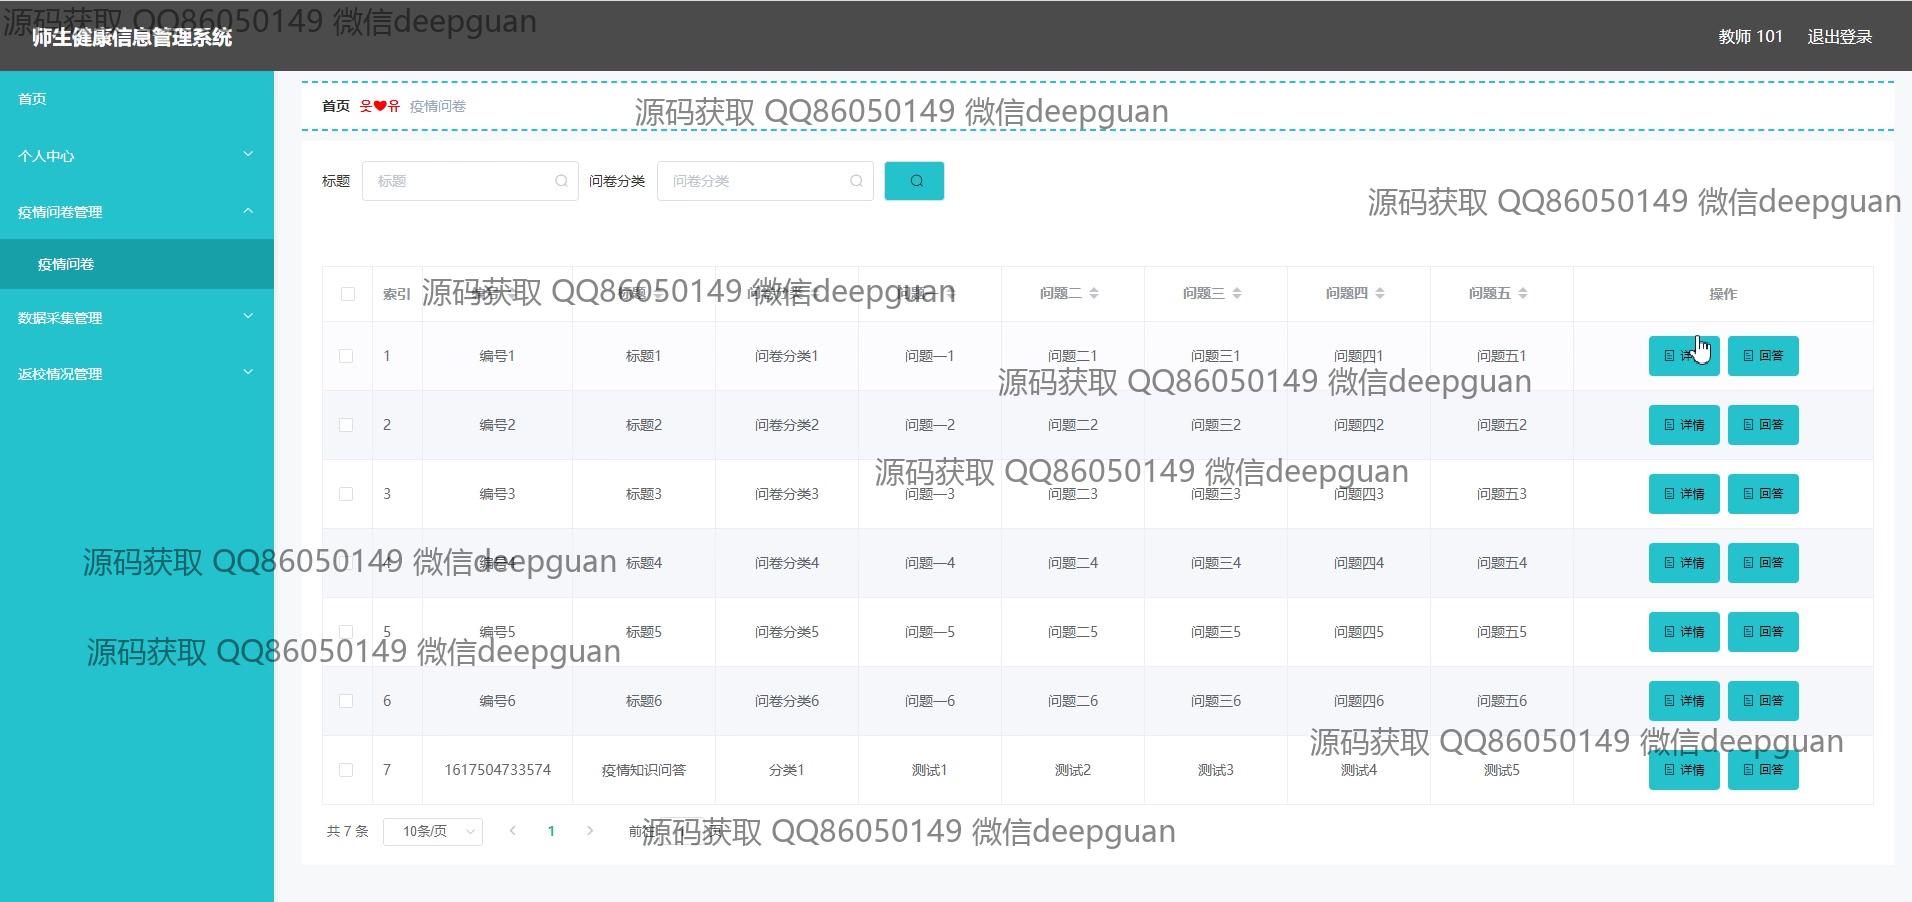 源码获取 QQ86050149 微信deepguan
师生健康信息管理系统
教师 101 退出登录
首页
个人中心
疫情问卷管理
疫情问卷
数据采集管理
返校情况管理
首页 웃❤유 疫情问卷
源码获取 QQ86050149 微信deepguan
标题 标题 问卷分类 问卷分类
源码获取 QQ86050149 微信deepguan
源码获取 QQ86050149 微信deepguan
索引 编号 标题 问卷分类 问题一 问题二 问题三 问题四 问题五 操作
1 编号1 标题1 问卷分类1 问题一1 问题二1 问题三1 问题四1 问题五1 详情 回答
源码获取 QQ86050149 微信deepguan
2 编号2 标题2 问卷分类2 问题一2 问题二2 问题三2 问题四2 问题五2 详情 回答
源码获取 QQ86050149 微信deepguan
3 编号3 标题3 问卷分类3 问题一3 问题二3 问题三3 问题四3 问题五3 详情 回答
源码获取 QQ86050149 微信deepguan
4 编号4 标题4 问卷分类4 问题一4 问题二4 问题三4 问题四4 问题五4 详情 回答
5 编号5 标题5 问卷分类5 问题一5 问题二5 问题三5 问题四5 问题五5 详情 回答
源码获取 QQ86050149 微信deepguan
6 编号6 标题6 问卷分类6 问题一6 问题二6 问题三6 问题四6 问题五6 详情 回答
源码获取 QQ86050149 微信deepguan
7 1617504733574 疫情知识问答 分类1 测试1 测试2 测试3 测试4 测试5 详情 回答
共 7 条 10条/页 1 前往 1 页
源码获取 QQ86050149 微信deepguan